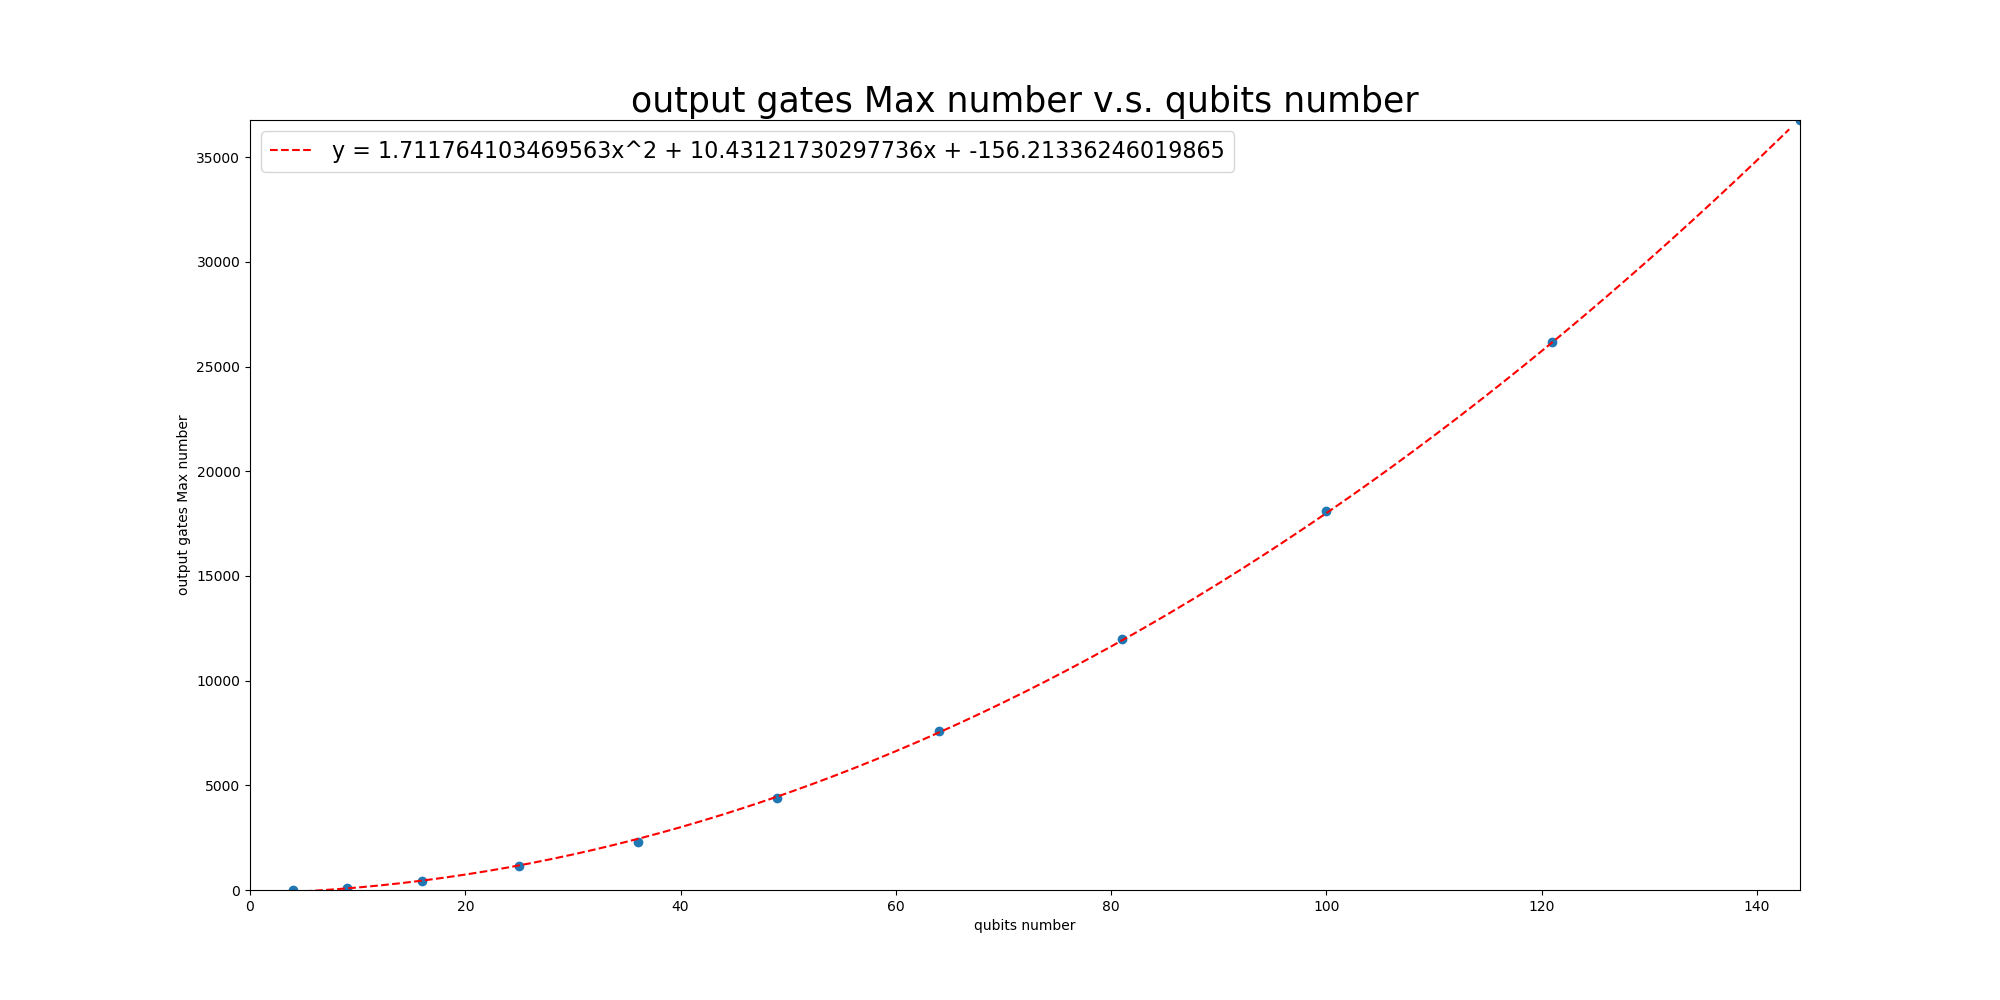 output gates Max number v.s. qubits number
y = 1.711764103469563x^2 + 10.43121730297736x + -156.21336246019865
35000
30000
25000
20000
15000
10000
5000
0
output gates Max number
0 20 40 60 80 100 120 140
qubits number